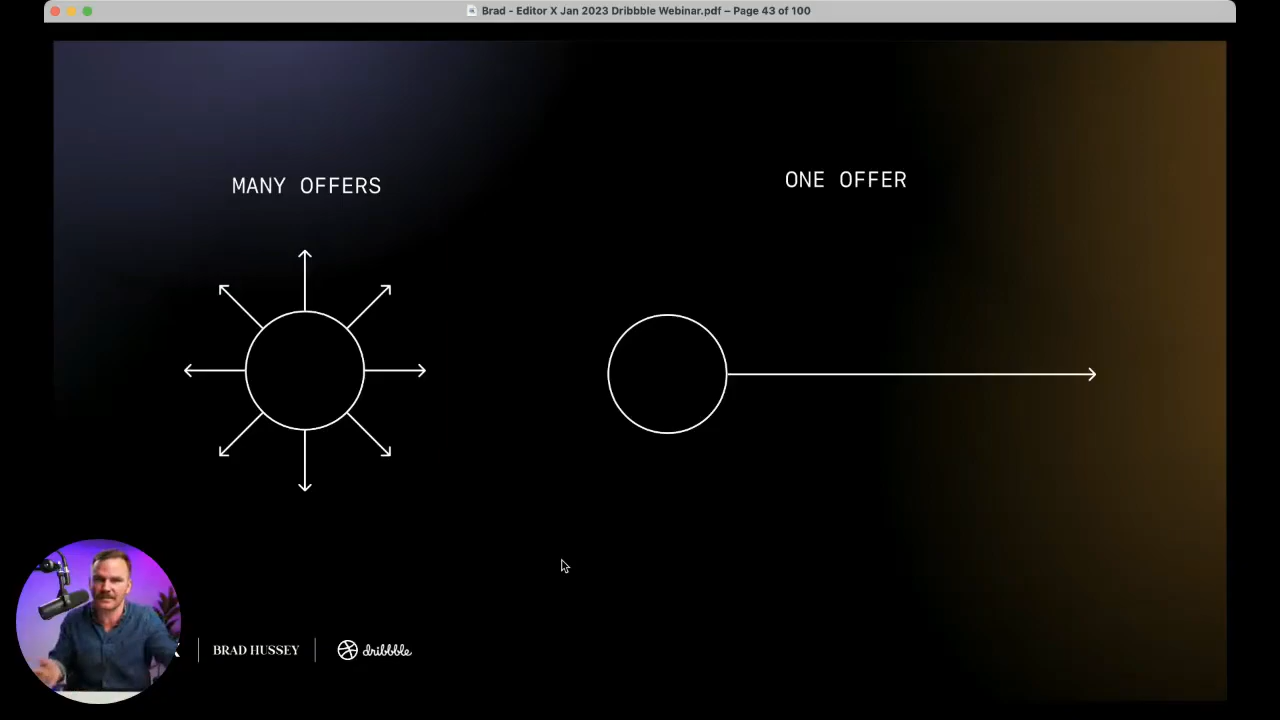 Brad - Editor X Jan 2023 Dribbble Webinar.pdf – Page 43 of 100
MANY OFFERS
ONE OFFER
X
BRAD HUSSEY
dribbble